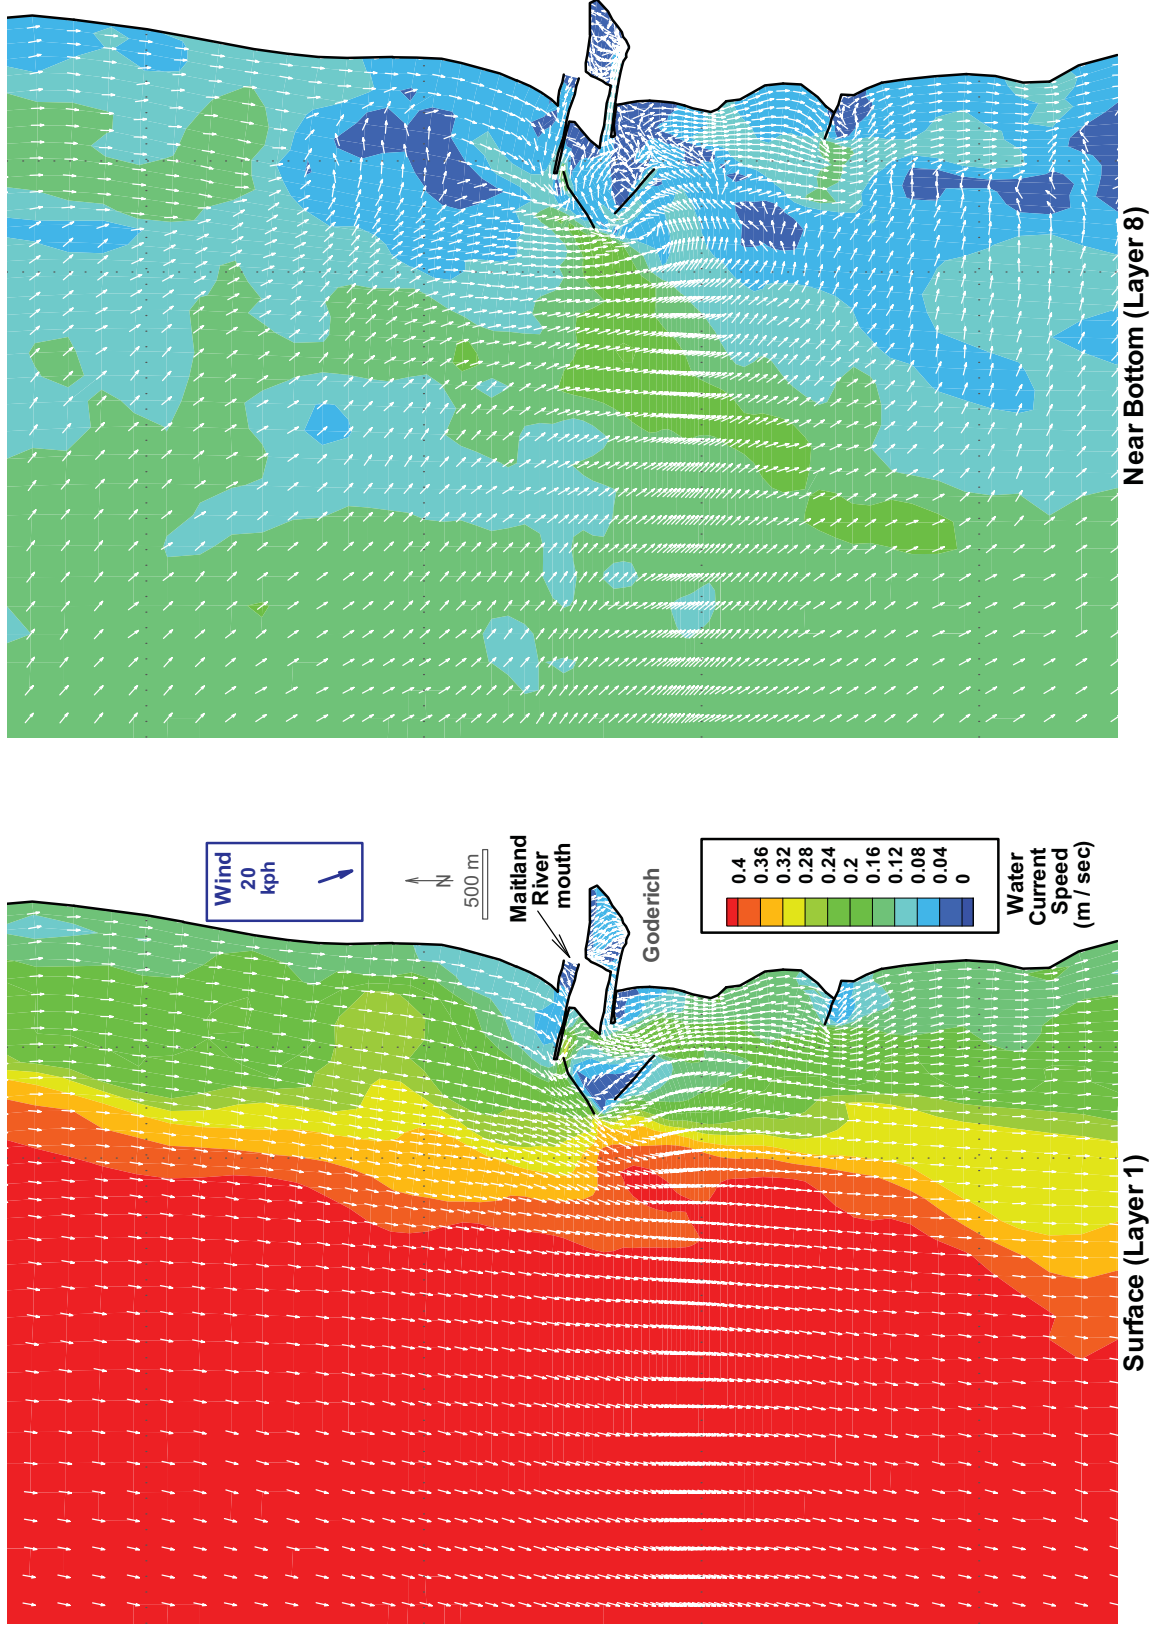 Wind
20
kph
N
500 m
Maitland
River
mouth
Goderich
0.4
0.36
0.32
0.28
0.24
0.2
0.16
0.12
0.08
0.04
0
Water
Current
Speed
(m / sec)
Surface (Layer 1)
Near Bottom (Layer 8)